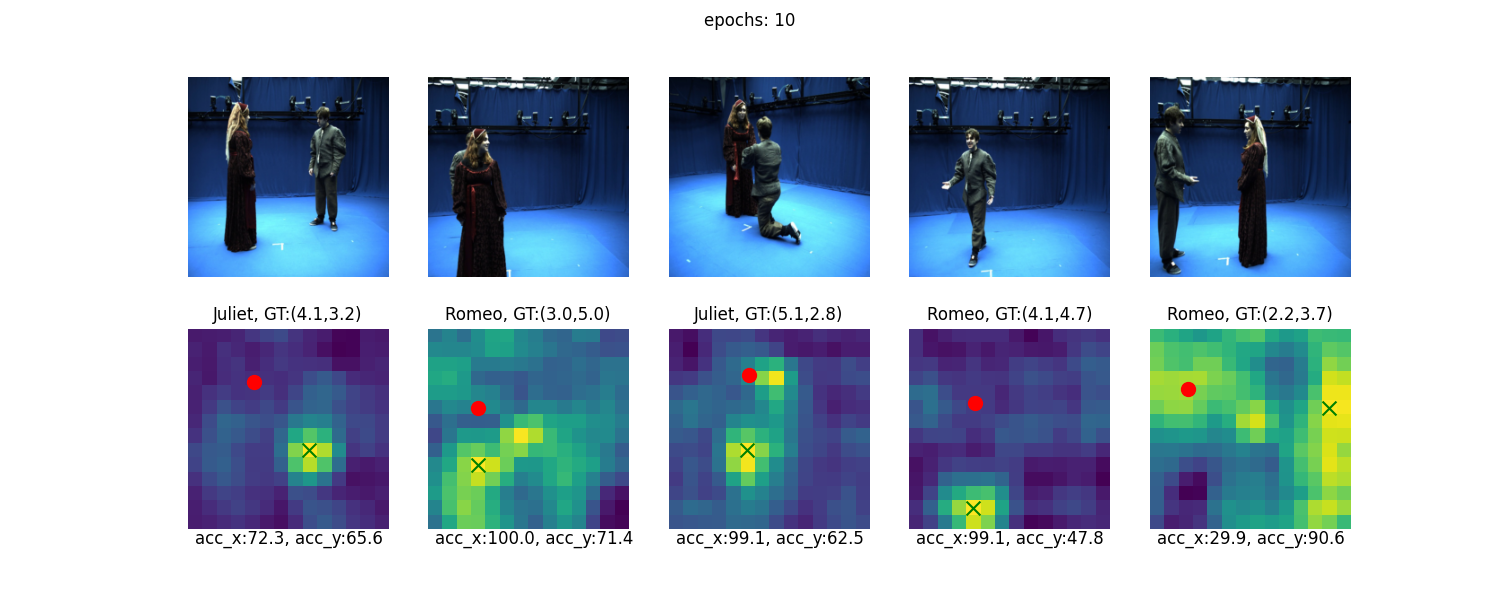 epochs: 10
Juliet, GT:(4.1,3.2)
Romeo, GT:(3.0,5.0)
Juliet, GT:(5.1,2.8)
Romeo, GT:(4.1,4.7)
Romeo, GT:(2.2,3.7)
acc_x:72.3, acc_y:65.6
acc_x:100.0, acc_y:71.4
acc_x:99.1, acc_y:62.5
acc_x:99.1, acc_y:47.8
acc_x:29.9, acc_y:90.6